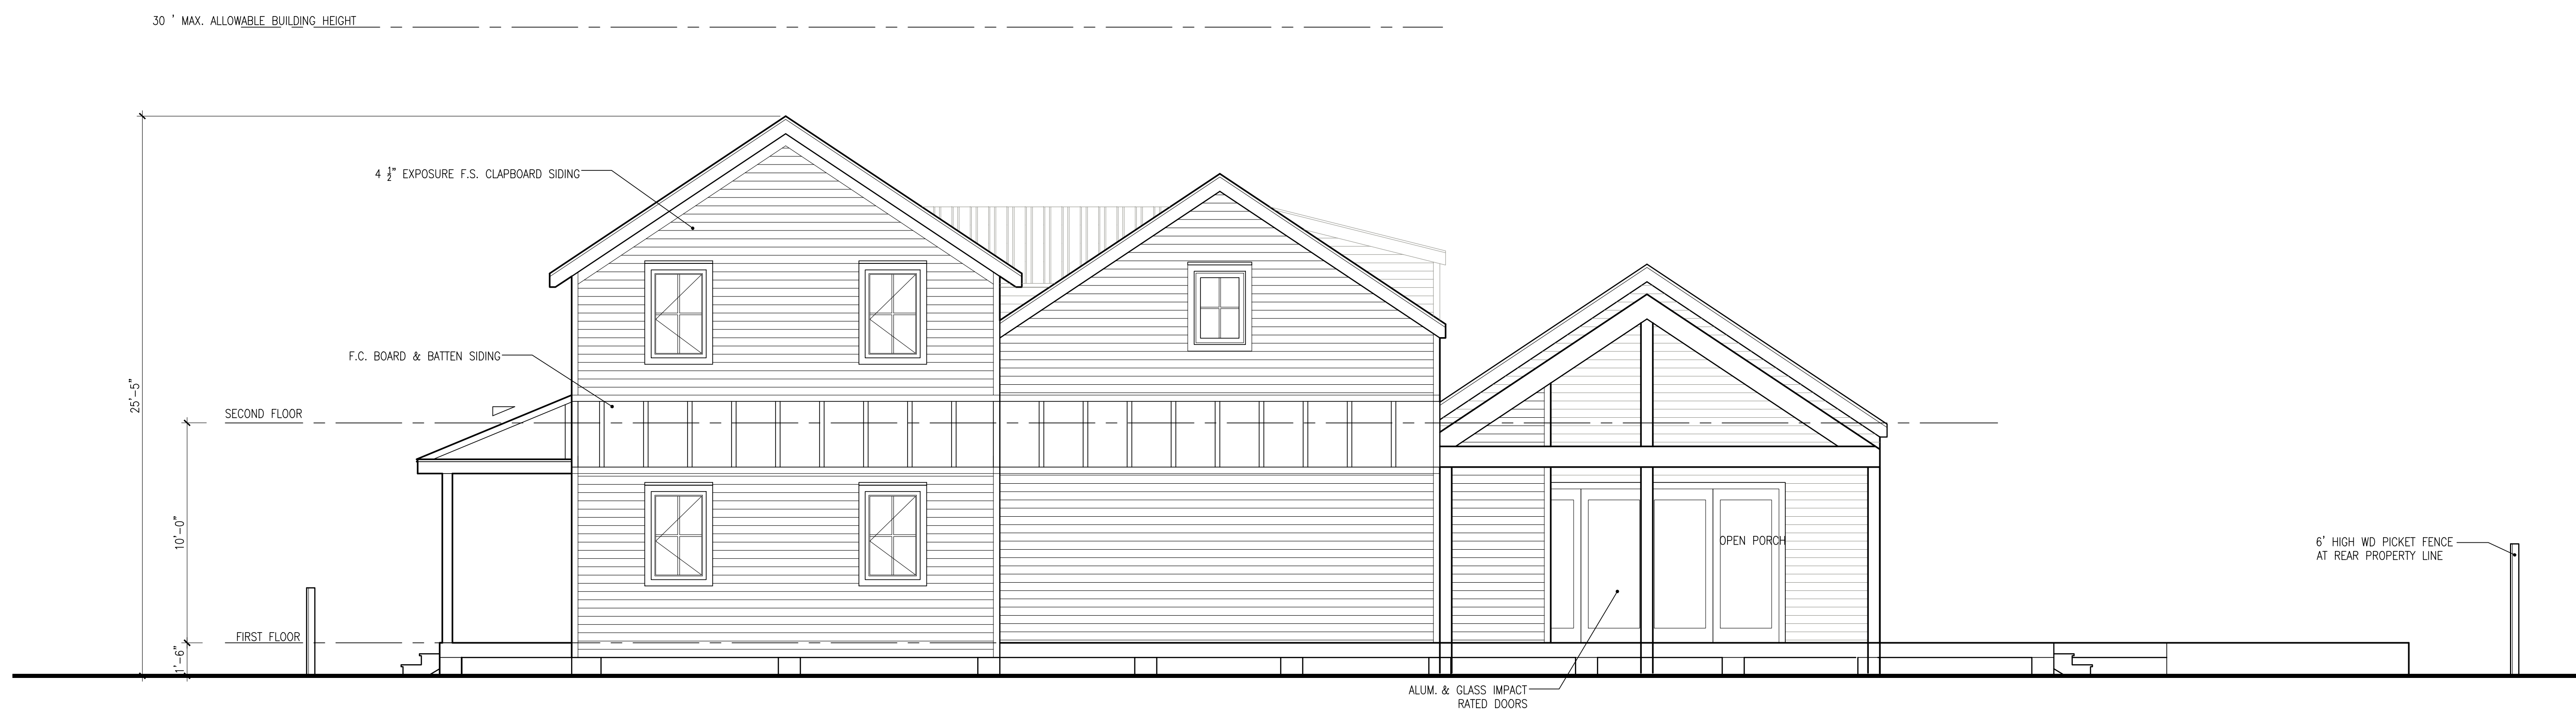 30 ' MAX. ALLOWABLE BUILDING HEIGHT
4 ½" EXPOSURE F.S. CLAPBOARD SIDING
F.C. BOARD & BATTEN SIDING
25'-5"
SECOND FLOOR
10'-0"
OPEN PORCH
6' HIGH WD PICKET FENCE
AT REAR PROPERTY LINE
FIRST FLOOR
1'-6"
ALUM. & GLASS IMPACT
RATED DOORS